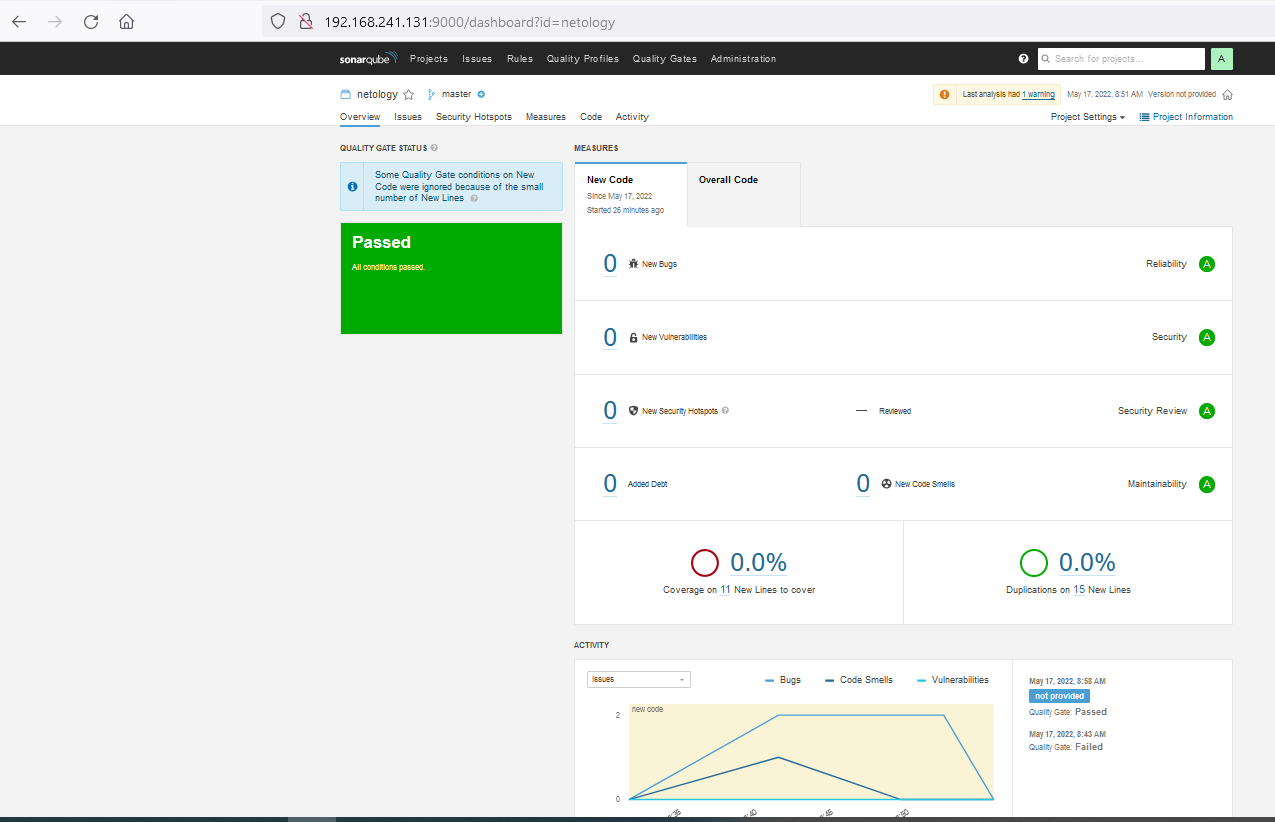 192.168.241.131:9000/dashboard?id=netology
sonarqube Projects Issues Rules Quality Profiles Quality Gates Administration ? Search for projects... A
netology master Last analysis had 1 warning May 17, 2022, 8:51 AM Version not provided
Overview Issues Security Hotspots Measures Code Activity Project Settings Project Information
QUALITY GATE STATUS ?
Some Quality Gate conditions on New
Code were ignored because of the small
number of New Lines ?
Passed
All conditions passed.
MEASURES
New Code Overall Code
Since May 17, 2022
Started 26 minutes ago
0 New Bugs Reliability A
0 New Vulnerabilities Security A
0 New Security Hotspots ? — Reviewed Security Review A
0 Added Debt 0 New Code Smells Maintainability A
0.0%
Coverage on 11 New Lines to cover
0.0%
Duplications on 15 New Lines
ACTIVITY
Issues Bugs Code Smells Vulnerabilities
new code
2
0
May 17, 2022, 8:58 AM
not provided
Quality Gate: Passed
May 17, 2022, 8:43 AM
Quality Gate: Failed